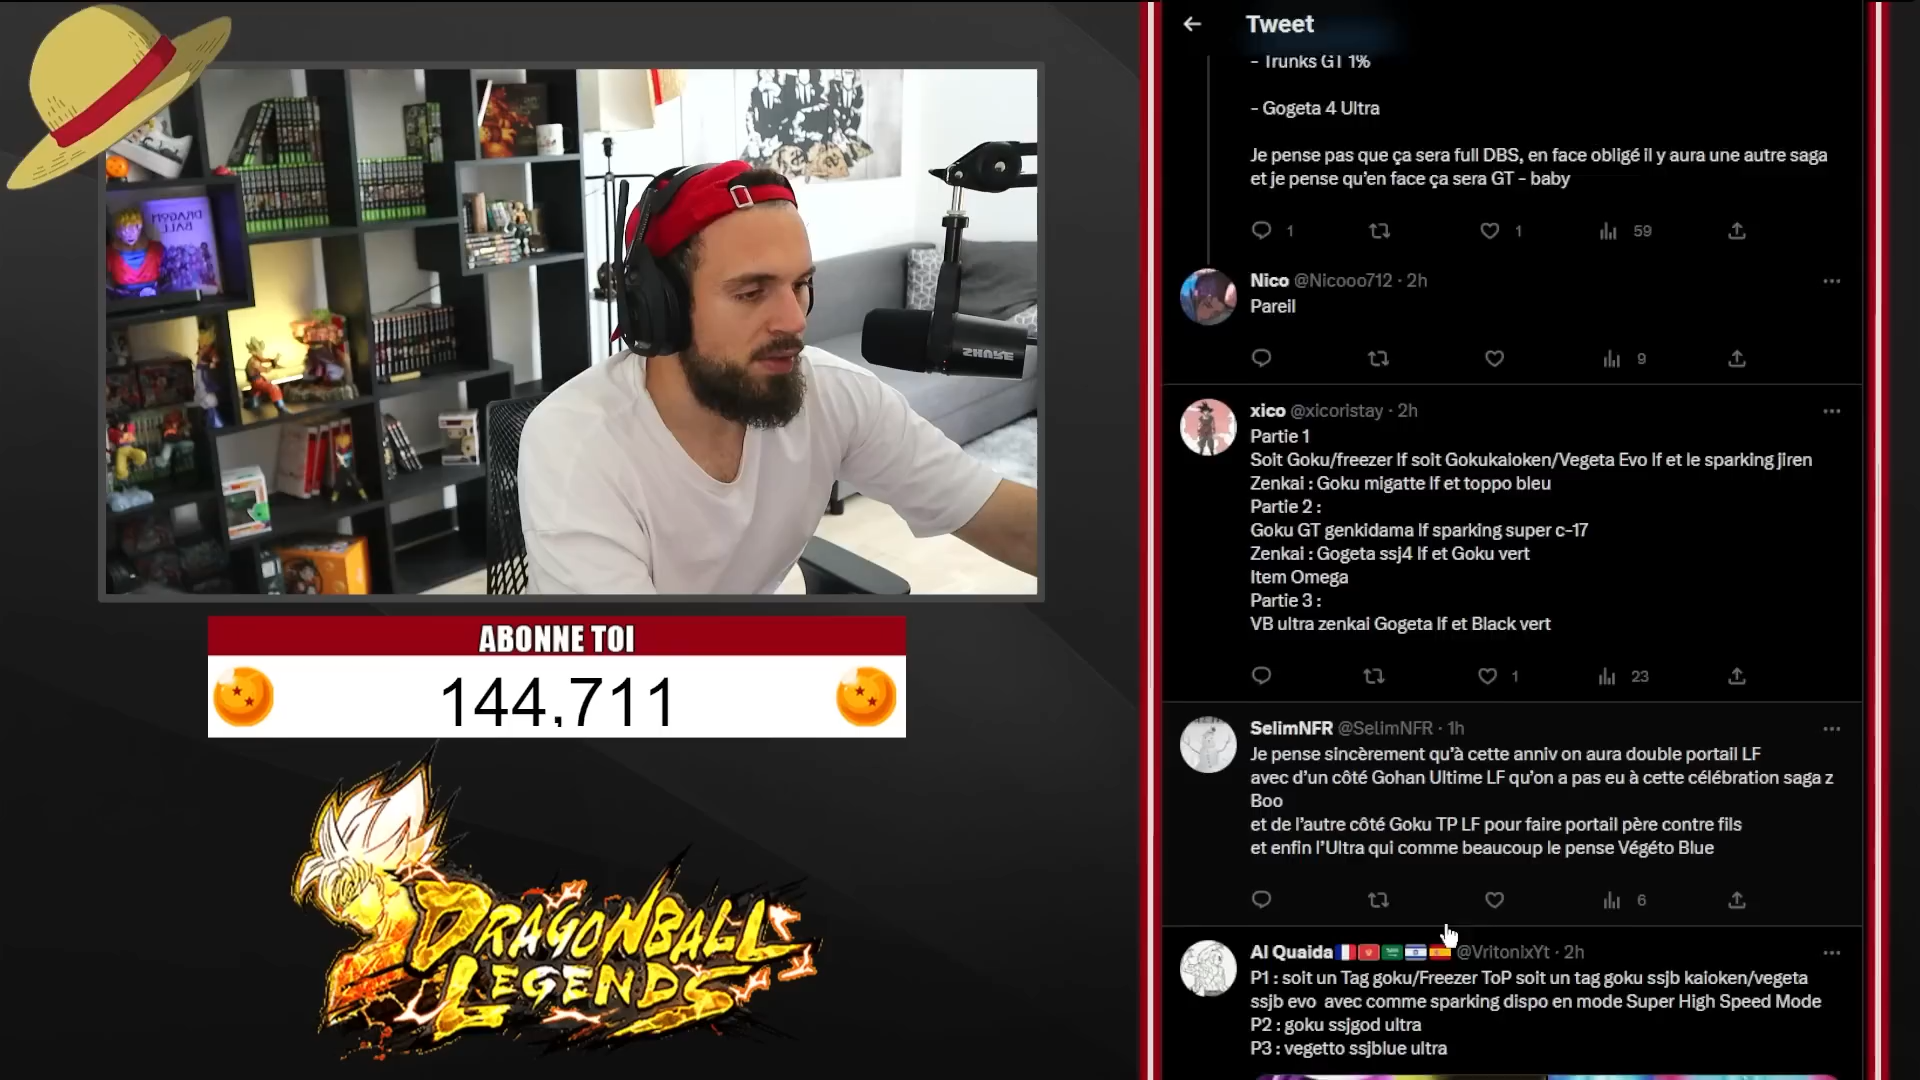 Tweet
- Trunks GT 1%
- Gogeta 4 Ultra
Je pense pas que ça sera full DBS, en face obligé il y aura une autre saga
et je pense qu'en face ça sera GT - baby
1
1
59
Nico @Nicooo712 · 2h
Pareil
9
xico @xicoristay · 2h
Partie 1
Soit Goku/freezer lf soit Gokukaioken/Vegeta Evo lf et le sparking jiren
Zenkai : Goku migatte lf et toppo bleu
Partie 2 :
Goku GT genkidama lf sparking super c-17
Zenkai : Gogeta ssj4 lf et Goku vert
Item Omega
Partie 3 :
VB ultra zenkai Gogeta lf et Black vert
1
23
SelimNFR @SelimNFR · 1h
Je pense sincèrement qu'à cette anniv on aura double portail LF
avec d'un côté Gohan Ultime LF qu'on a pas eu à cette célébration saga z
Boo
et de l'autre côté Goku TP LF pour faire portail père contre fils
et enfin l'Ultra qui comme beaucoup le pense Végéto Blue
6
Al Quaida @VritonixYt · 2h
P1 : soit un Tag goku/Freezer ToP soit un tag goku ssjb kaioken/vegeta
ssjb evo avec comme sparking dispo en mode Super High Speed Mode
P2 : goku ssjgod ultra
P3 : vegetto ssjblue ultra
SHURE
DRAGON
BALL
ABONNE TOI
144,711
DRAGONBALL
LEGENDS